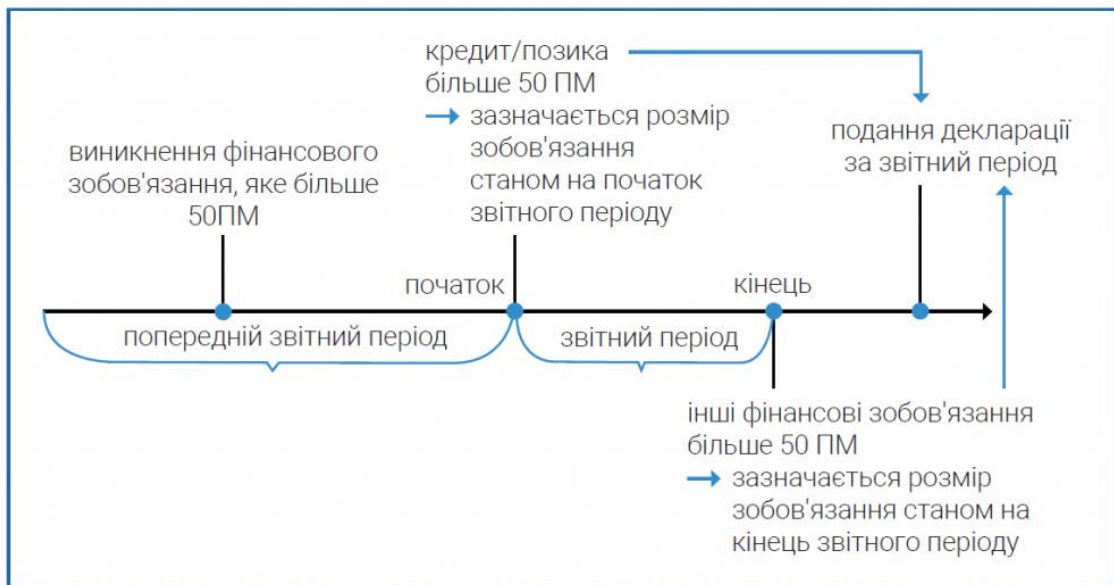 кредит/позика
більше 50 ПМ
→ зазначається розмір
зобов'язання
станом на початок
звітного періоду
подання декларації
за звітний період
виникнення фінансового
зобов'язання, яке більше
50ПМ
початок
кінець
попередній звітний період
звітний період
інші фінансові зобов'язання
більше 50 ПМ
→ зазначається розмір
зобов'язання станом на
кінець звітного періоду